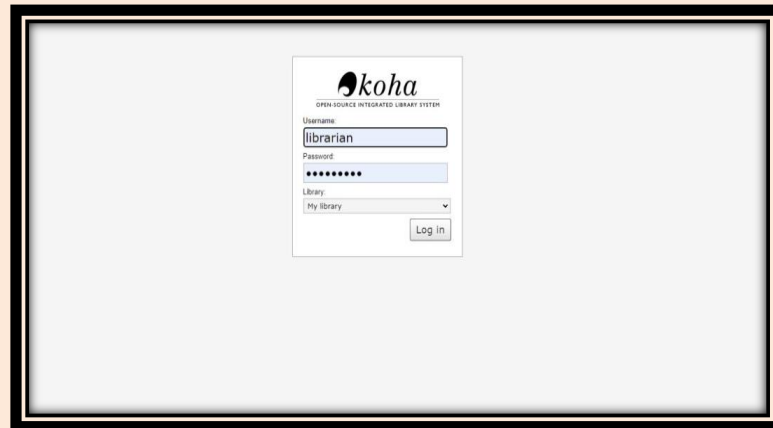 koha
OPEN-SOURCE INTEGRATED LIBRARY SYSTEM
Username:
librarian
Password:
•••••••••
Library:
My library
Log in